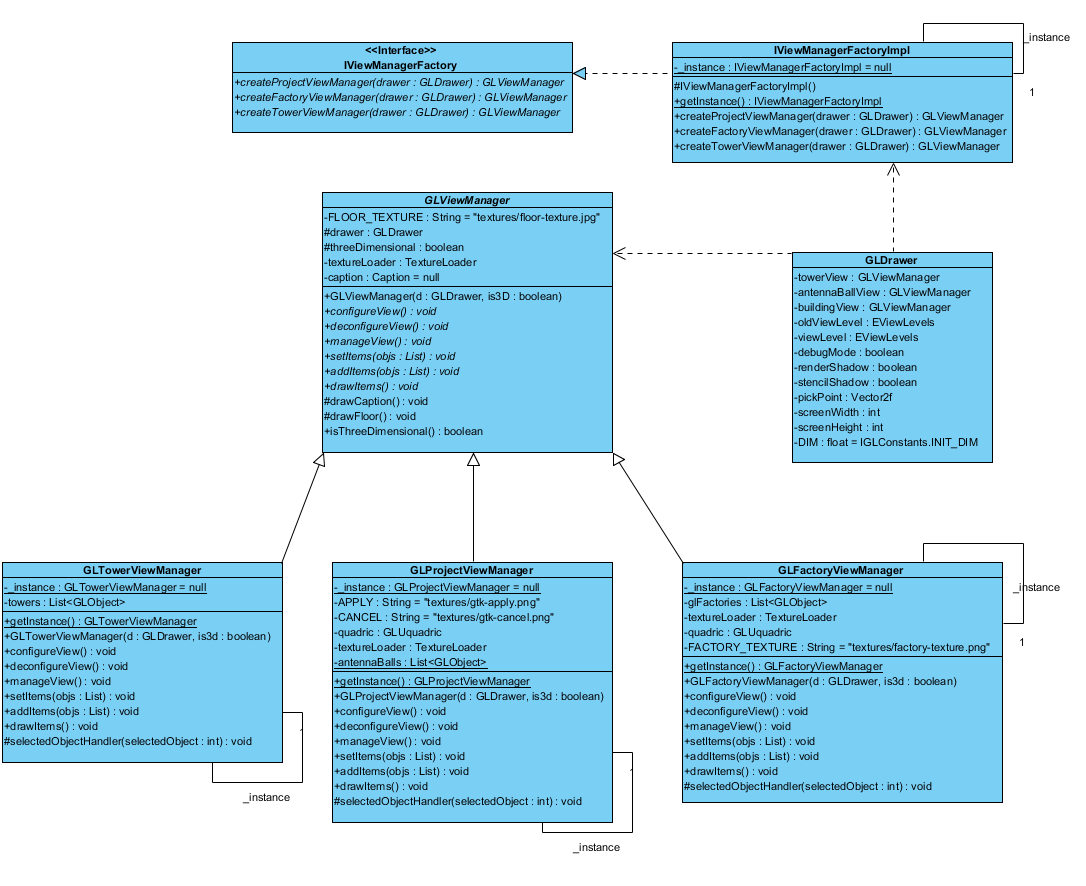 <<Interface>>
IViewManagerFactory
+createProjectViewManager(drawer : GLDrawer) : GLViewManager
+createFactoryViewManager(drawer : GLDrawer) : GLViewManager
+createTowerViewManager(drawer : GLDrawer) : GLViewManager
IViewManagerFactoryImpl
-_instance : IViewManagerFactoryImpl = null
#IViewManagerFactoryImpl()
+getInstance() : IViewManagerFactoryImpl
+createProjectViewManager(drawer : GLDrawer) : GLViewManager
+createFactoryViewManager(drawer : GLDrawer) : GLViewManager
+createTowerViewManager(drawer : GLDrawer) : GLViewManager
_instance
1
GLViewManager
-FLOOR_TEXTURE : String = "textures/floor-texture.jpg"
#drawer : GLDrawer
#threeDimensional : boolean
-textureLoader : TextureLoader
-caption : Caption = null
+GLViewManager(d : GLDrawer, is3D : boolean)
+configureView() : void
+deconfigureView() : void
+manageView() : void
+setItems(objs : List) : void
+addItems(objs : List) : void
+drawItems() : void
#drawCaption() : void
#drawFloor() : void
+isThreeDimensional() : boolean
GLDrawer
-towerView : GLViewManager
-antennaBallView : GLViewManager
-buildingView : GLViewManager
-oldViewLevel : EViewLevels
-viewLevel : EViewLevels
-debugMode : boolean
-renderShadow : boolean
-stencilShadow : boolean
-pickPoint : Vector2f
-screenWidth : int
-screenHeight : int
-DIM : float = IGLConstants.INIT_DIM
GLTowerViewManager
-_instance : GLTowerViewManager = null
-towers : List<GLObject>
+getInstance() : GLTowerViewManager
+GLTowerViewManager(d : GLDrawer, is3d : boolean)
+configureView() : void
+deconfigureView() : void
+manageView() : void
+setItems(objs : List) : void
+addItems(objs : List) : void
+drawItems() : void
#selectedObjectHandler(selectedObject : int) : void
_instance
GLProjectViewManager
-_instance : GLProjectViewManager = null
-APPLY : String = "textures/gtk-apply.png"
-CANCEL : String = "textures/gtk-cancel.png"
-quadric : GLUquadric
-textureLoader : TextureLoader
-antennaBalls : List<GLObject>
+getInstance() : GLProjectViewManager
+GLProjectViewManager(d : GLDrawer, is3d : boolean)
+configureView() : void
+deconfigureView() : void
+manageView() : void
+setItems(objs : List) : void
+addItems(objs : List) : void
+drawItems() : void
#selectedObjectHandler(selectedObject : int) : void
_instance
GLFactoryViewManager
-_instance : GLFactoryViewManager = null
-glFactories : List<GLObject>
-textureLoader : TextureLoader
-quadric : GLUquadric
-FACTORY_TEXTURE : String = "textures/factory-texture.png"
+getInstance() : GLFactoryViewManager
+GLFactoryViewManager(d : GLDrawer, is3d : boolean)
+configureView() : void
+deconfigureView() : void
+manageView() : void
+setItems(objs : List) : void
+addItems(objs : List) : void
+drawItems() : void
#selectedObjectHandler(selectedObject : int) : void
_instance
1